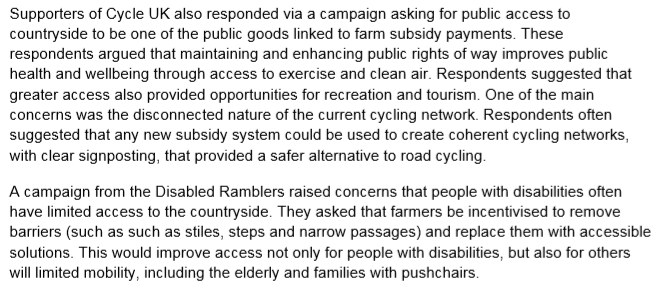 Supporters of Cycle UK also responded via a campaign asking for public access to
countryside to be one of the public goods linked to farm subsidy payments. These
respondents argued that maintaining and enhancing public rights of way improves public
health and wellbeing through access to exercise and clean air. Respondents suggested that
greater access also provided opportunities for recreation and tourism. One of the main
concerns was the disconnected nature of the current cycling network. Respondents often
suggested that any new subsidy system could be used to create coherent cycling networks,
with clear signposting, that provided a safer alternative to road cycling.
A campaign from the Disabled Ramblers raised concerns that people with disabilities often
have limited access to the countryside. They asked that farmers be incentivised to remove
barriers (such as such as stiles, steps and narrow passages) and replace them with accessible
solutions. This would improve access not only for people with disabilities, but also for others
will limited mobility, including the elderly and families with pushchairs.